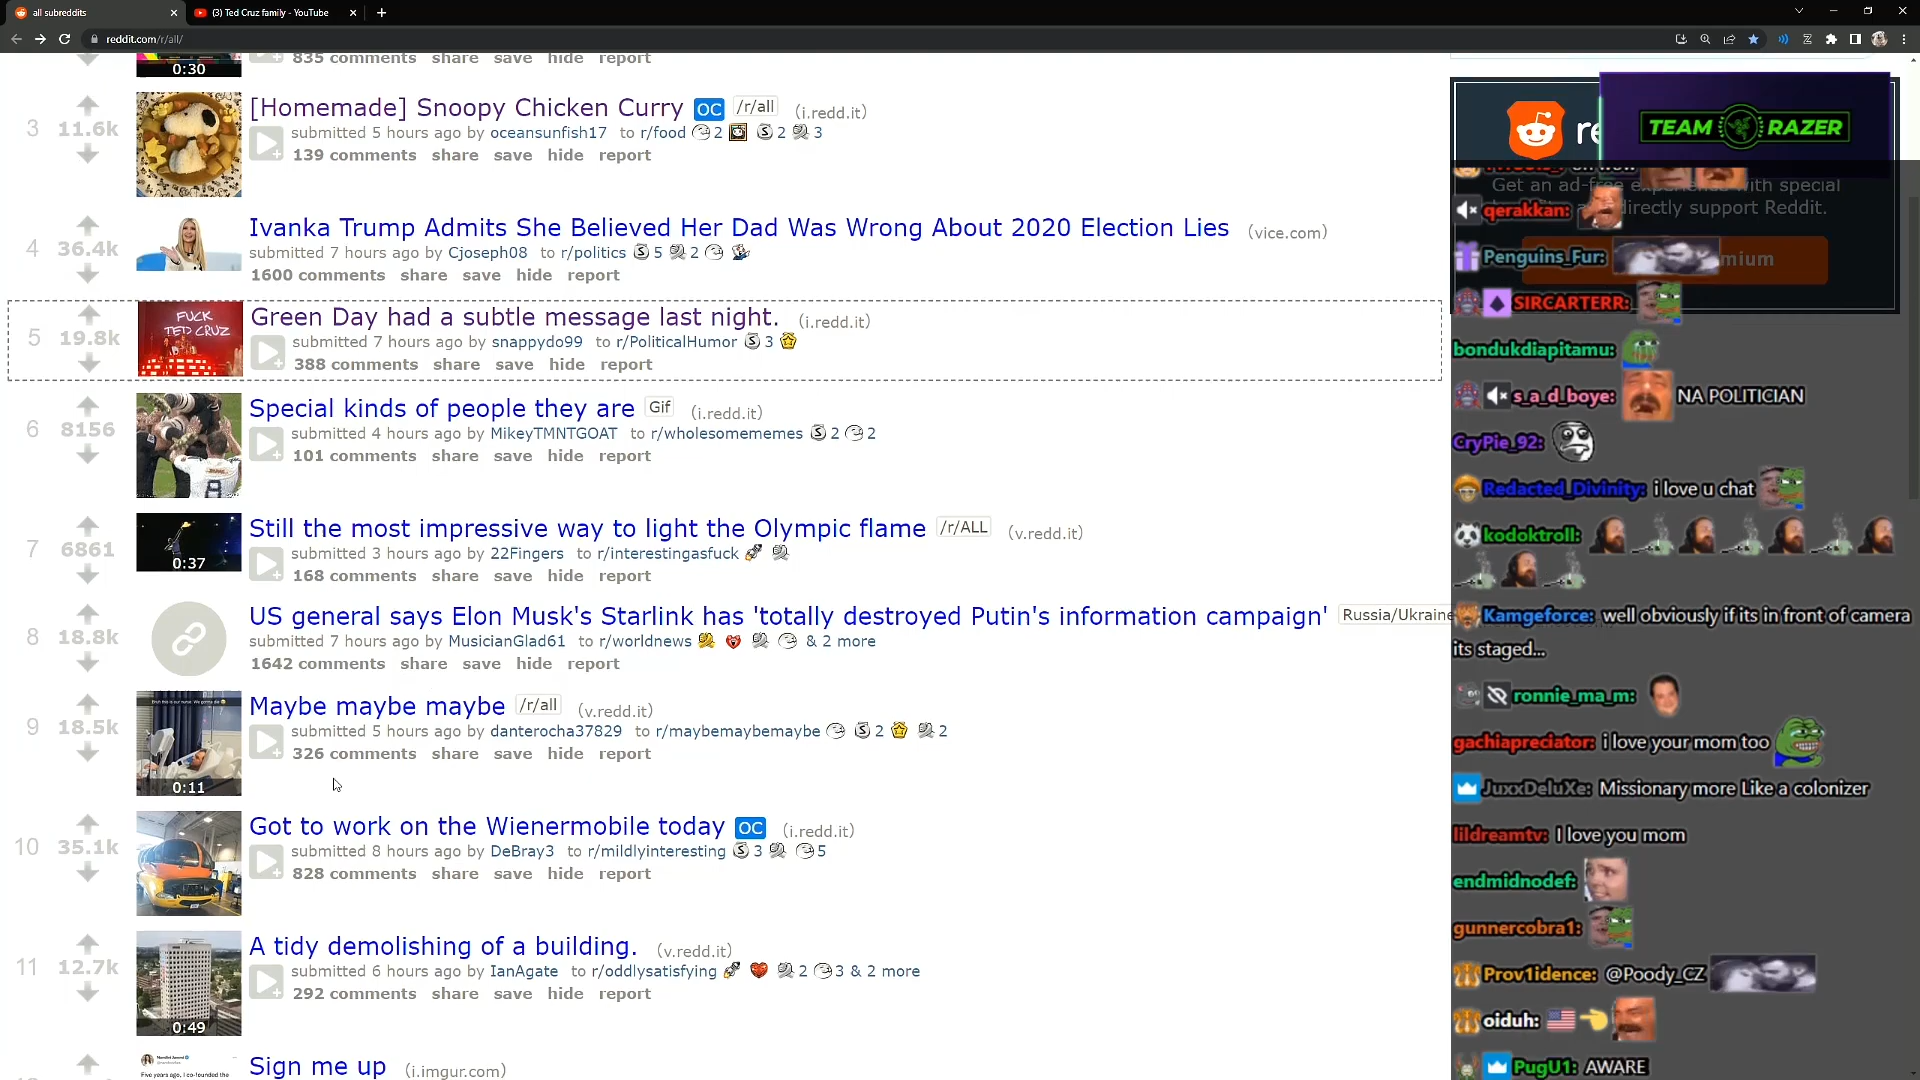 all subreddits
(3) Ted Cruz family - YouTube
reddit.com/r/all/
0:30
835 comments share save hide report
3
11.6k
[Homemade] Snoopy Chicken Curry OC /r/all (i.redd.it)
submitted 5 hours ago by oceansunfish17 to r/food 2 2 3
139 comments share save hide report
4
36.4k
Ivanka Trump Admits She Believed Her Dad Was Wrong About 2020 Election Lies (vice.com)
submitted 7 hours ago by Cjoseph08 to r/politics 5 2
1600 comments share save hide report
5
19.8k
FUCK
TED CRUZ
Green Day had a subtle message last night. (i.redd.it)
submitted 7 hours ago by snappydo99 to r/PoliticalHumor 3
388 comments share save hide report
6
8156
Special kinds of people they are Gif (i.redd.it)
submitted 4 hours ago by MikeyTMNTGOAT to r/wholesomememes 2 2
101 comments share save hide report
7
6861
0:37
Still the most impressive way to light the Olympic flame /r/ALL (v.redd.it)
submitted 3 hours ago by 22Fingers to r/interestingasfuck
168 comments share save hide report
8
18.8k
US general says Elon Musk's Starlink has 'totally destroyed Putin's information campaign' Russia/Ukraine
submitted 7 hours ago by MusicianGlad61 to r/worldnews & 2 more
1642 comments share save hide report
9
18.5k
0:11
Maybe maybe maybe /r/all (v.redd.it)
submitted 5 hours ago by danterocha37829 to r/maybemaybemaybe 2 2
326 comments share save hide report
10
35.1k
Got to work on the Wienermobile today OC (i.redd.it)
submitted 8 hours ago by DeBray3 to r/mildlyinteresting 3 5
828 comments share save hide report
11
12.7k
0:49
A tidy demolishing of a building. (v.redd.it)
submitted 6 hours ago by IanAgate to r/oddlysatisfying 2 3 & 2 more
292 comments share save hide report
Five years ago, I co-founded the
Sign me up (i.imgur.com)
re
TEAM RAZER
Get an ad-free experience with special
directly support Reddit.
mium
qerakkan:
Penguins_Fur:
SIRCARTERR:
bondukdiapitamu:
s_a_d_boye: NA POLITICIAN
CryPie_92:
Redacted_Divinity: i love u chat
kodoktroll:
Kamgeforce: well obviously if its in front of camera
its staged...
ronnie_ma_m:
gachiapreciator: i love your mom too
JuxxDeluXe: Missionary more Like a colonizer
lildreamtv: I love you mom
endmidnodef:
gunnercobra1:
Prov1idence: @Poody_CZ
oiduh:
PugU1: AWARE